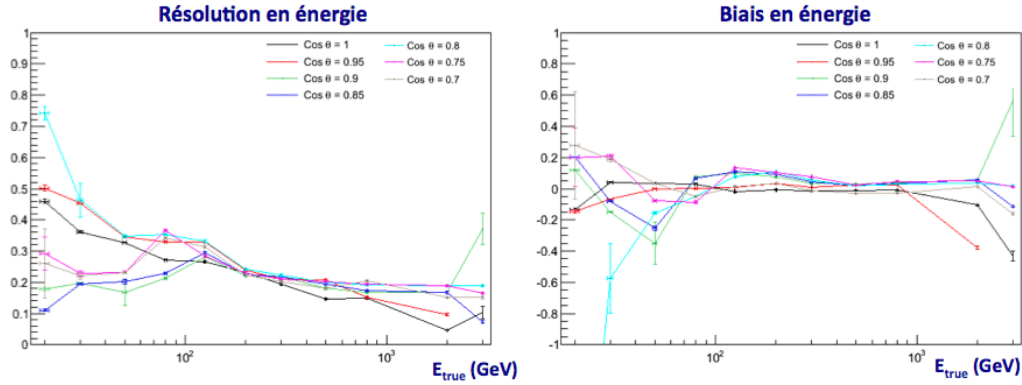 Résolution en énergie
1
0.9
0.8
0.7
0.6
0.5
0.4
0.3
0.2
0.1
0
10²
10³
Cos θ = 1
Cos θ = 0.95
Cos θ = 0.9
Cos θ = 0.85
Cos θ = 0.8
Cos θ = 0.75
Cos θ = 0.7
E_true (GeV)
Biais en énergie
1
0.8
0.6
0.4
0.2
0
-0.2
-0.4
-0.6
-0.8
-1
10²
10³
Cos θ = 1
Cos θ = 0.95
Cos θ = 0.9
Cos θ = 0.85
Cos θ = 0.8
Cos θ = 0.75
Cos θ = 0.7
E_true (GeV)